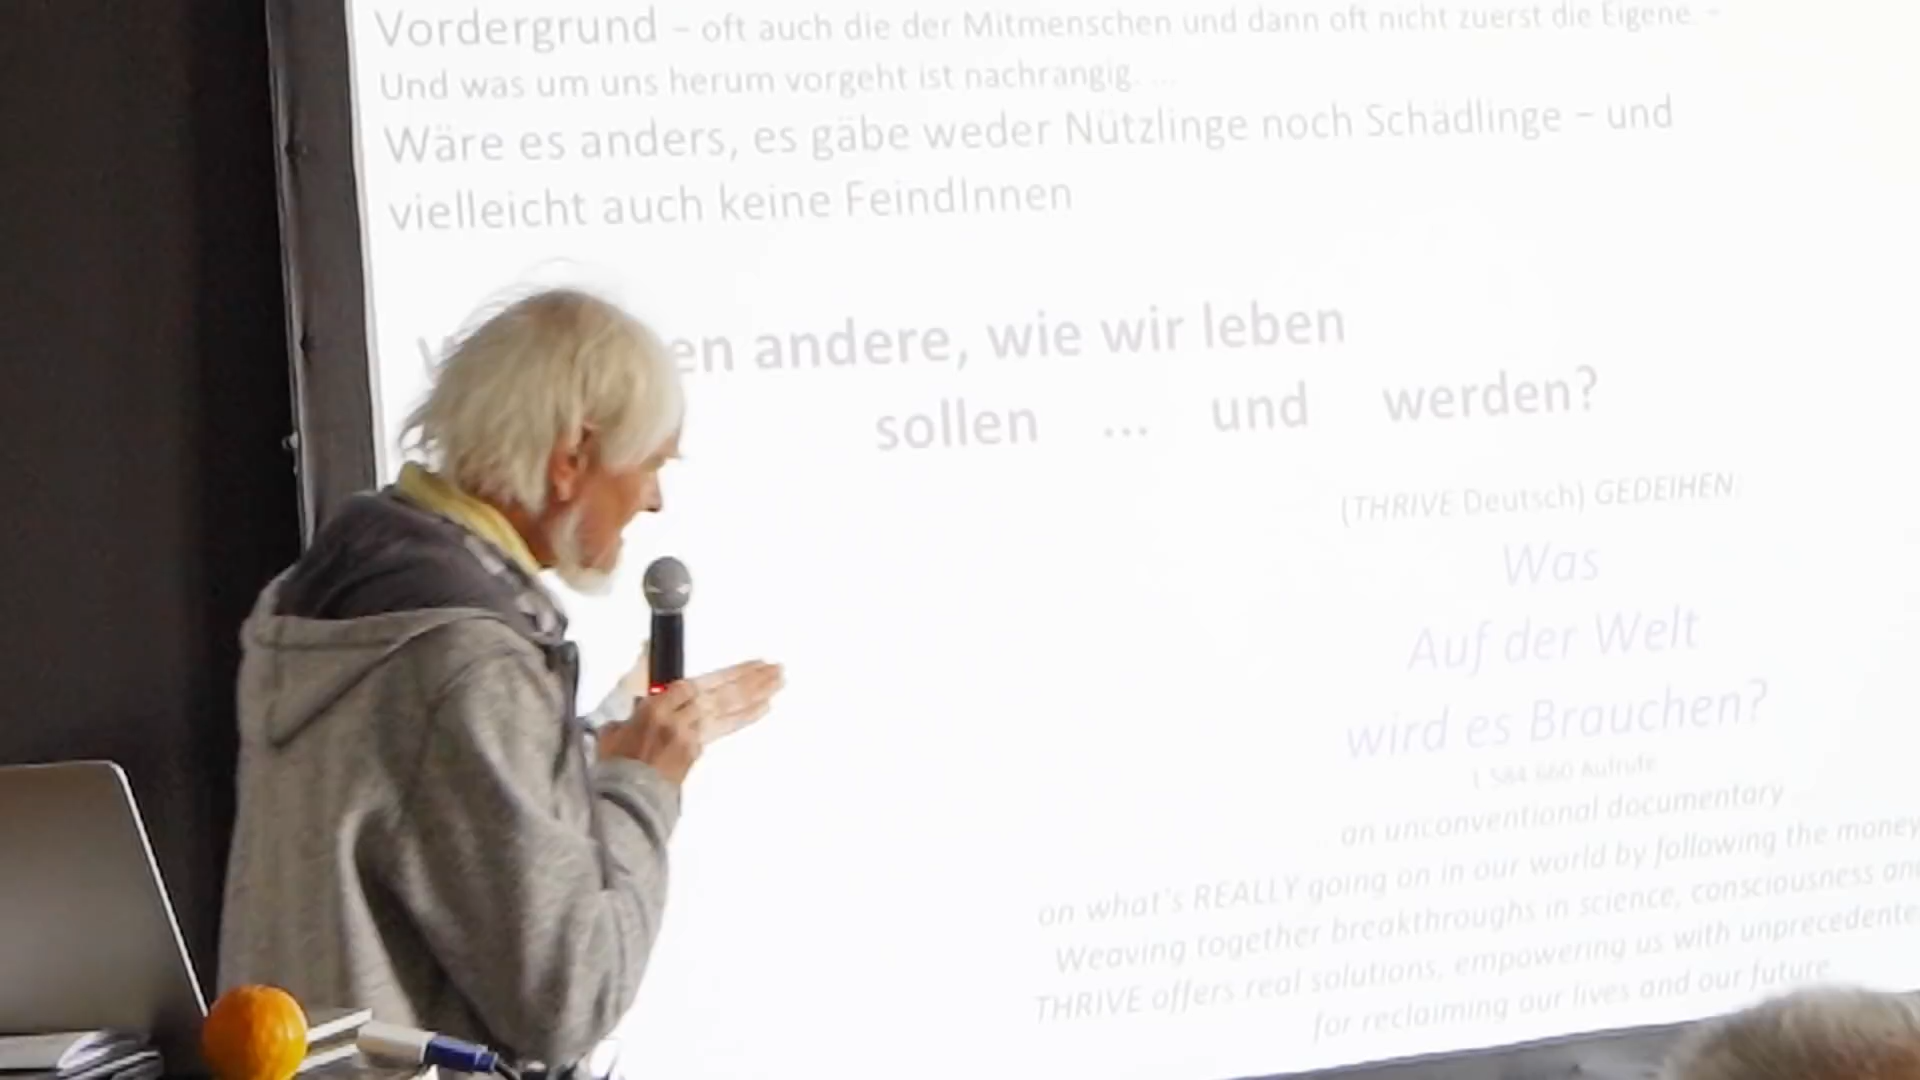 Vordergrund – oft auch die der Mitmenschen und dann oft nicht zuerst die Eigene. –
Und was um uns herum vorgeht ist nachrangig. ...
Wäre es anders, es gäbe weder Nützlinge noch Schädlinge – und
vielleicht auch keine FeindInnen
andere, wie wir leben
sollen ... und werden?
(THRIVE Deutsch) GEDEIHEN:
Was
Auf der Welt
wird es Brauchen?
1 584 660 Aufrufe
an unconventional documentary ...
on what's REALLY going on in our world by following the money
Weaving together breakthroughs in science, consciousness
THRIVE offers real solutions, empowering us with
for reclaiming our lives and our future.